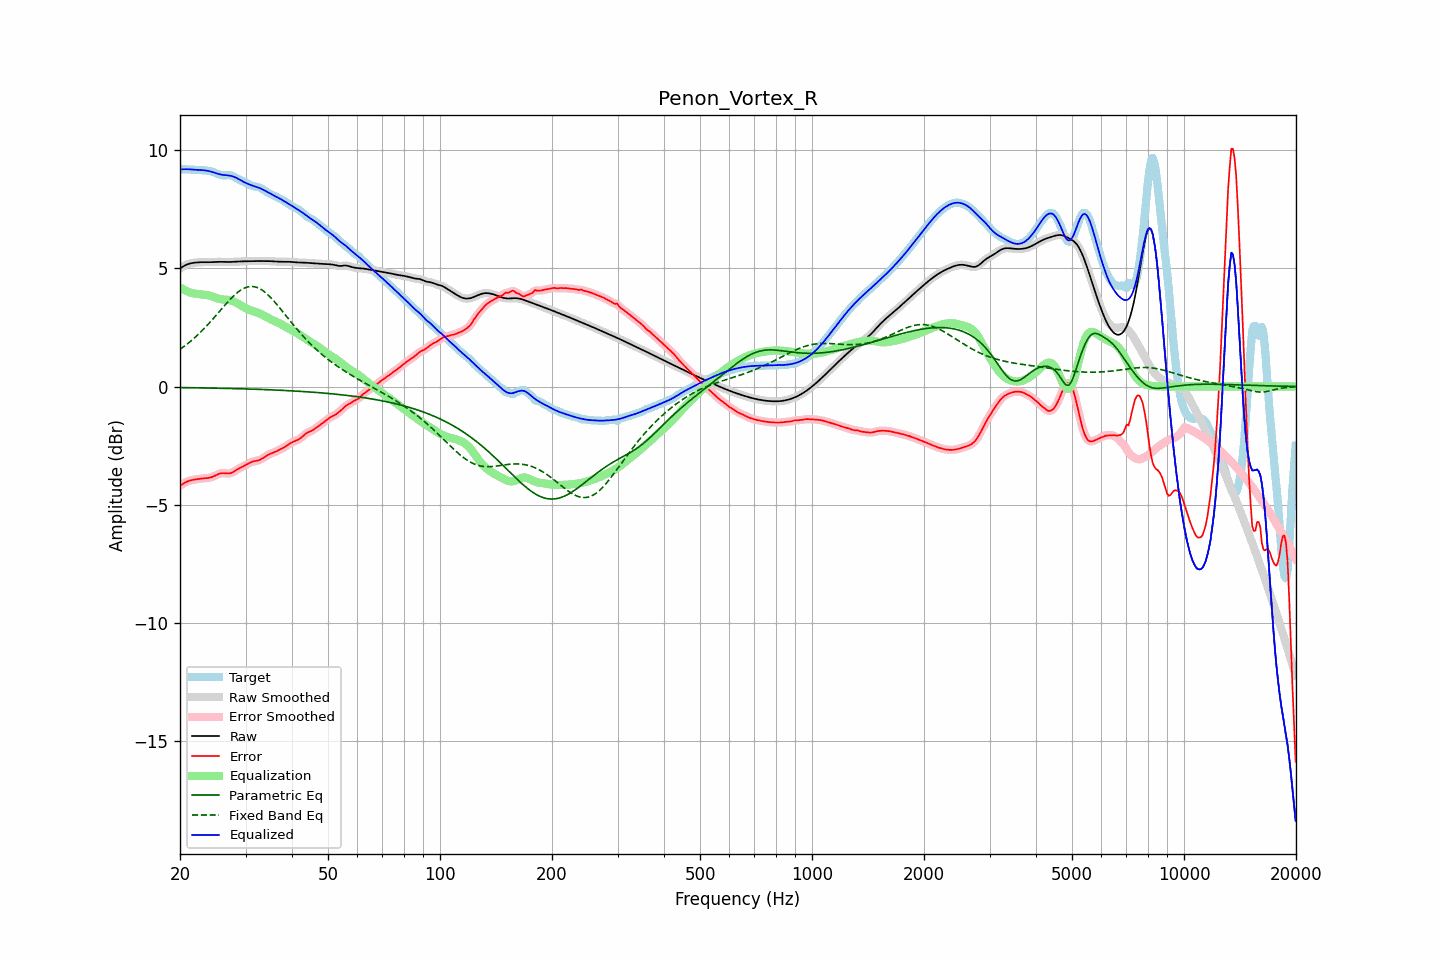 Penon_Vortex_R
10
5
0
−5
−10
−15
Amplitude (dBr)
Target
Raw Smoothed
Error Smoothed
Raw
Error
Equalization
Parametric Eq
Fixed Band Eq
Equalized
20 50 100 200 500 1000 2000 5000 10000 20000
Frequency (Hz)